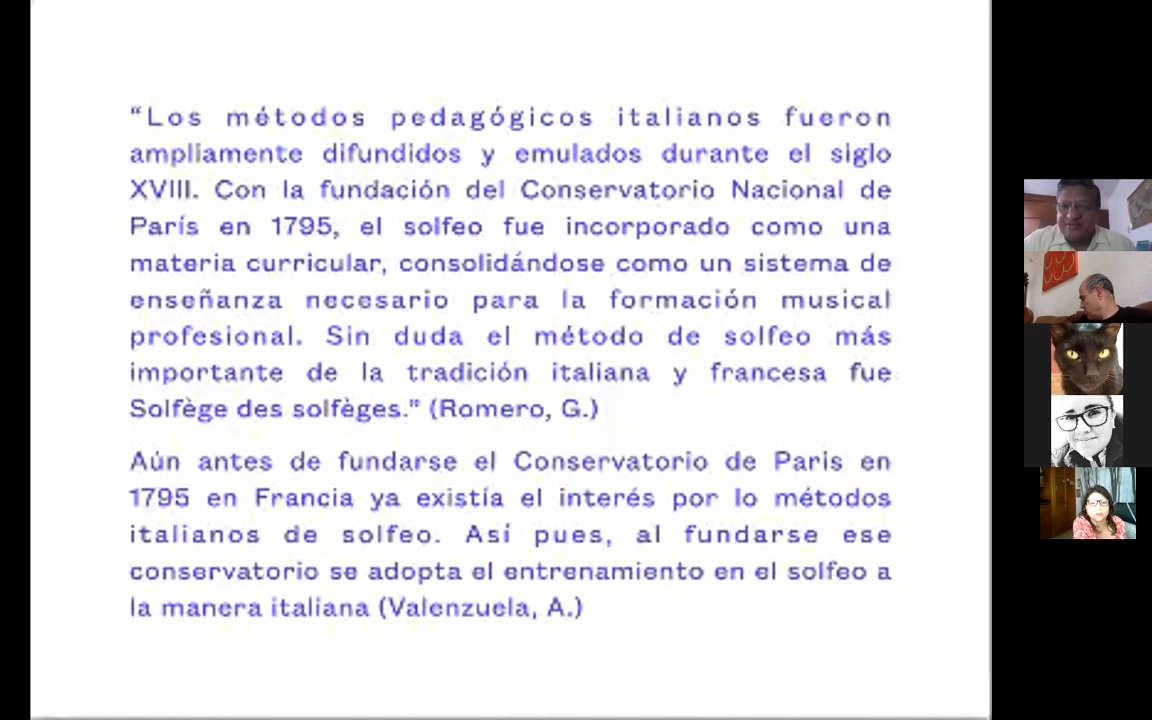 “Los métodos pedagógicos italianos fueron
ampliamente difundidos y emulados durante el siglo
XVIII. Con la fundación del Conservatorio Nacional de
París en 1795, el solfeo fue incorporado como una
materia curricular, consolidándose como un sistema de
enseñanza necesario para la formación musical
profesional. Sin duda el método de solfeo más
importante de la tradición italiana y francesa fue
Solfège des solfèges.” (Romero, G.)
Aún antes de fundarse el Conservatorio de Paris en
1795 en Francia ya existía el interés por lo métodos
italianos de solfeo. Así pues, al fundarse ese
conservatorio se adopta el entrenamiento en el solfeo a
la manera italiana (Valenzuela, A.)